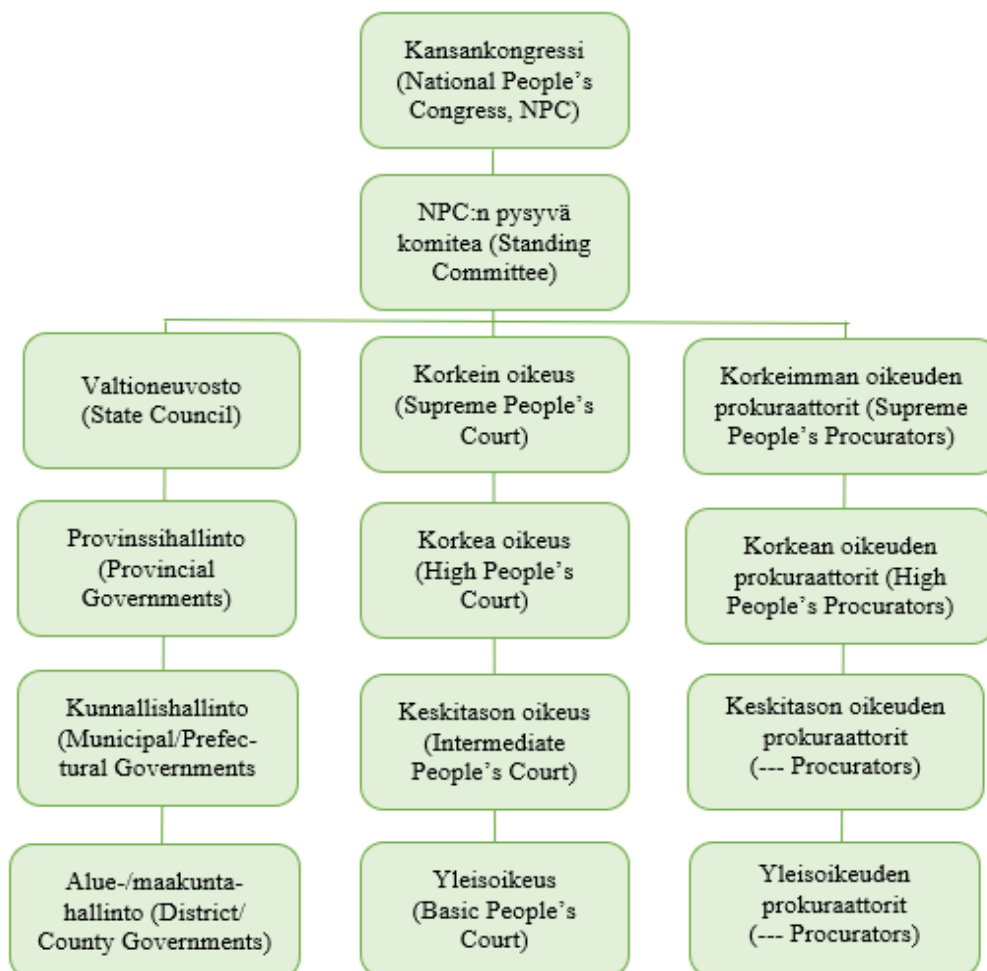 Kansankongressi
(National People's
Congress, NPC)
NPC:n pysyvä
komitea (Standing
Committee)
Valtioneuvosto
(State Council)
Korkein oikeus
(Supreme People's
Court)
Korkeimman oikeuden
prokuraattorit (Supreme
People's Procurators)
Provinssihallinto
(Provincial
Governments)
Korkea oikeus
(High People's
Court)
Korkean oikeuden
prokuraattorit (High
People's Procurators)
Kunnallishallinto
(Municipal/Prefec-
tural Governments
Keskitason oikeus
(Intermediate
People's Court)
Keskitason oikeuden
prokuraattorit
(--- Procurators)
Alue-/maakunta-
hallinto (District/
County Governments)
Yleisoikeus
(Basic People's
Court)
Yleisoikeuden
prokuraattorit
(--- Procurators)